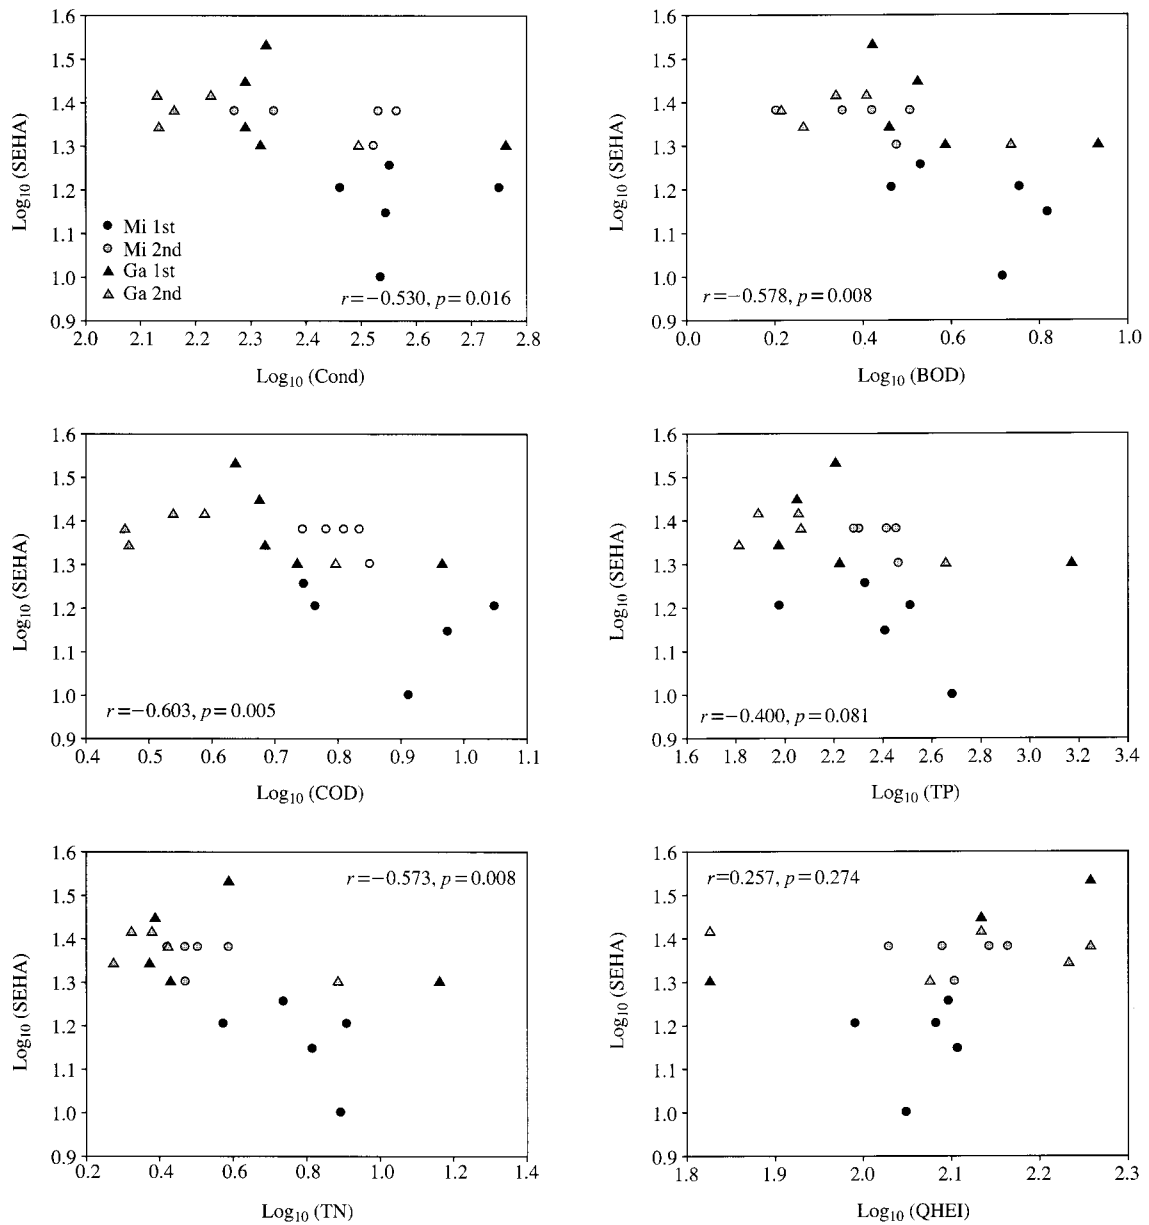 1.6
1.5
1.4
1.3
1.2
1.1
1.0
0.9
Log10 (SEHA)
Mi 1st
Mi 2nd
Ga 1st
Ga 2nd
r=−0.530, p=0.016
2.0 2.1 2.2 2.3 2.4 2.5 2.6 2.7 2.8
Log10 (Cond)
1.6
1.5
1.4
1.3
1.2
1.1
1.0
0.9
Log10 (SEHA)
r=−0.578, p=0.008
0.0 0.2 0.4 0.6 0.8 1.0
Log10 (BOD)
1.6
1.5
1.4
1.3
1.2
1.1
1.0
0.9
Log10 (SEHA)
r=−0.603, p=0.005
0.4 0.5 0.6 0.7 0.8 0.9 1.0 1.1
Log10 (COD)
1.6
1.5
1.4
1.3
1.2
1.1
1.0
0.9
Log10 (SEHA)
r=−0.400, p=0.081
1.6 1.8 2.0 2.2 2.4 2.6 2.8 3.0 3.2 3.4
Log10 (TP)
1.6
1.5
1.4
1.3
1.2
1.1
1.0
0.9
Log10 (SEHA)
r=−0.573, p=0.008
0.2 0.4 0.6 0.8 1.0 1.2 1.4
Log10 (TN)
1.6
1.5
1.4
1.3
1.2
1.1
1.0
0.9
Log10 (SEHA)
r=0.257, p=0.274
1.8 1.9 2.0 2.1 2.2 2.3
Log10 (QHEI)